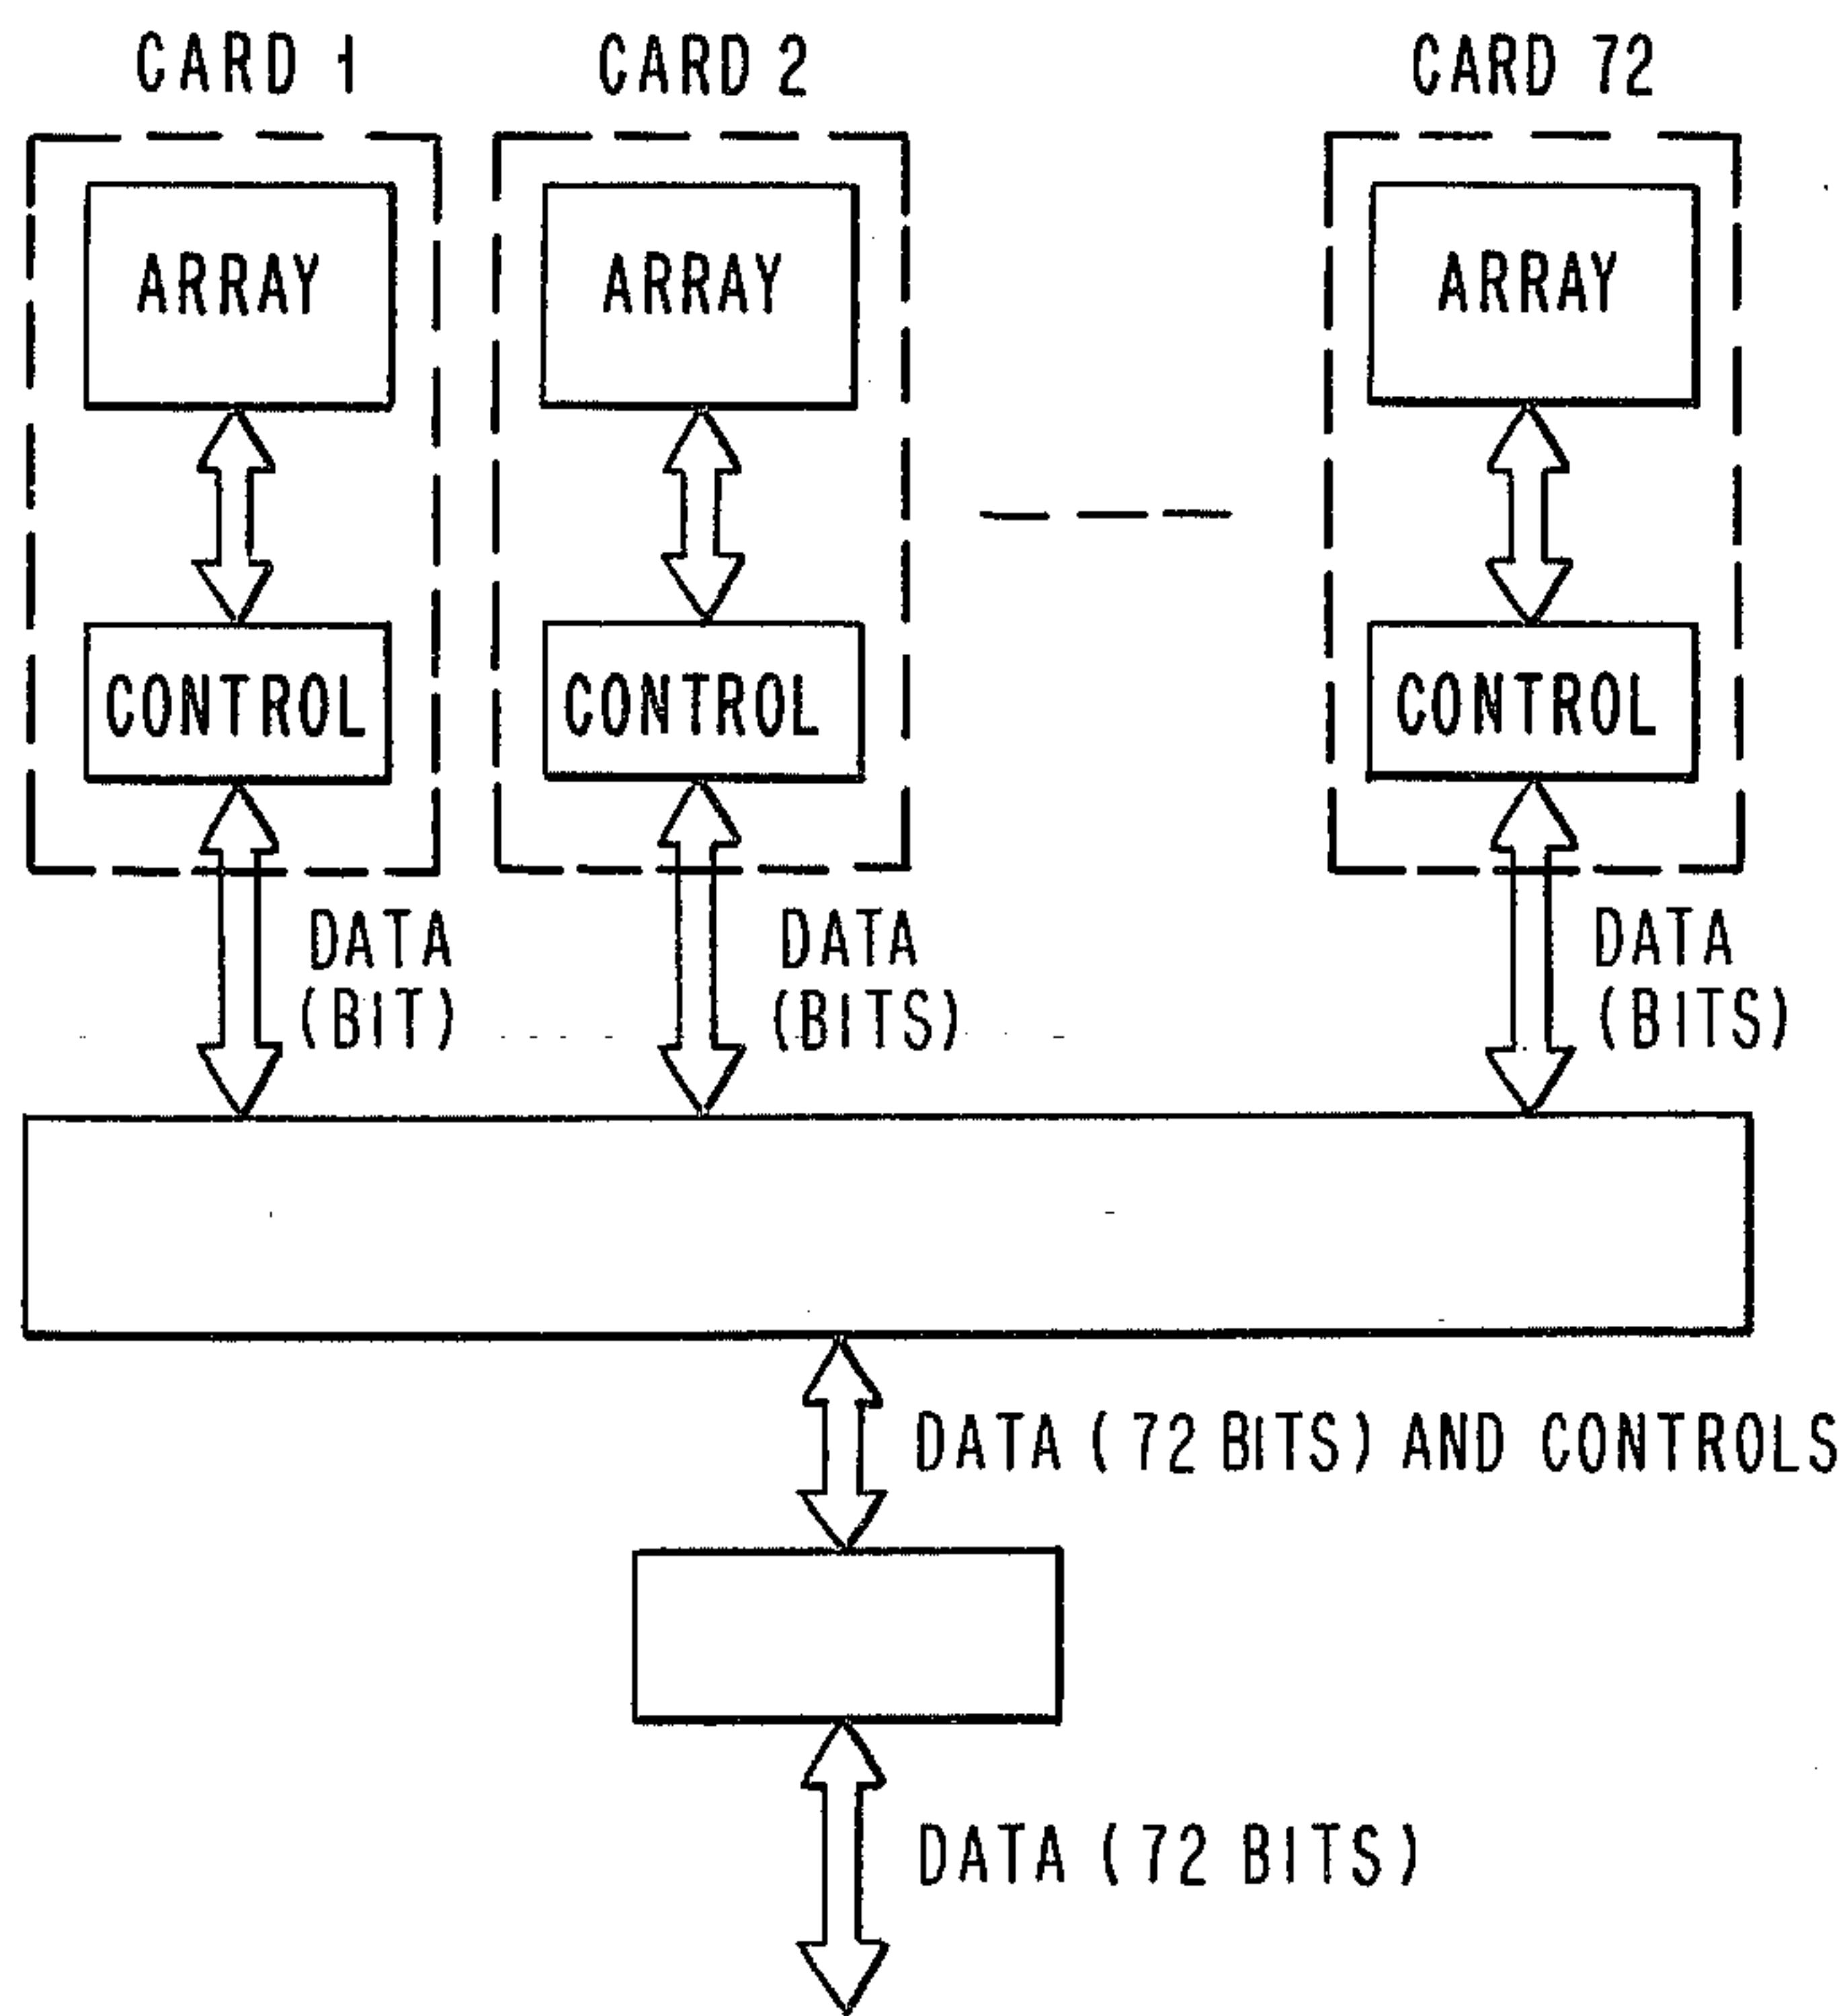 CARD 1
CARD 2
CARD 72
ARRAY
ARRAY
ARRAY
CONTROL
CONTROL
CONTROL
DATA
(BIT)
DATA
(BITS)
DATA
(BITS)
DATA (72 BITS) AND CONTROLS
DATA (72 BITS)